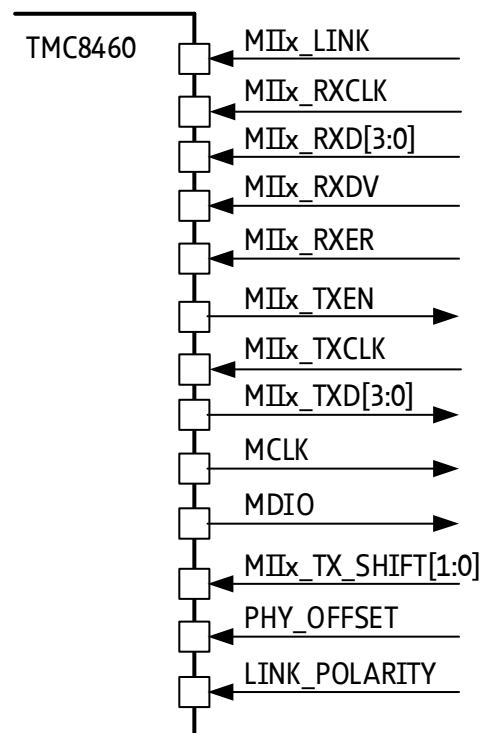 TMC8460
MIIx_LINK
MIIx_RXCLK
MIIx_RXD[3:0]
MIIx_RXDV
MIIx_RXER
MIIx_TXEN
MIIx_TXCLK
MIIx_TXD[3:0]
MCLK
MDIO
MIIx_TX_SHIFT[1:0]
PHY_OFFSET
LINK_POLARITY